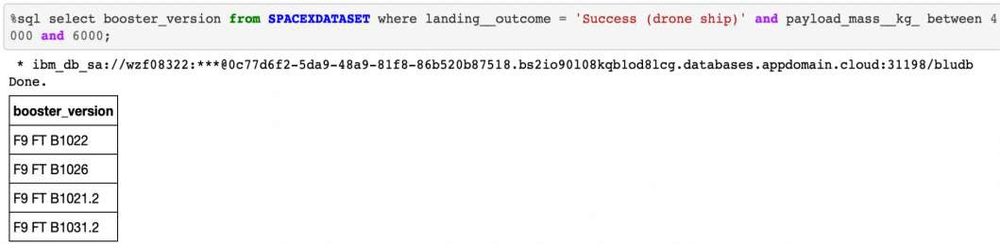 %sql select booster_version from SPACEXDATASET where landing__outcome = 'Success (drone ship)' and payload_mass__kg_ between 4
000 and 6000;
* ibm_db_sa://wzf08322:***@0c77d6f2-5da9-48a9-81f8-86b520b87518.bs2io90l08kqb1od8lcg.databases.appdomain.cloud:31198/bludb
Done.
booster_version
F9 FT B1022
F9 FT B1026
F9 FT B1021.2
F9 FT B1031.2